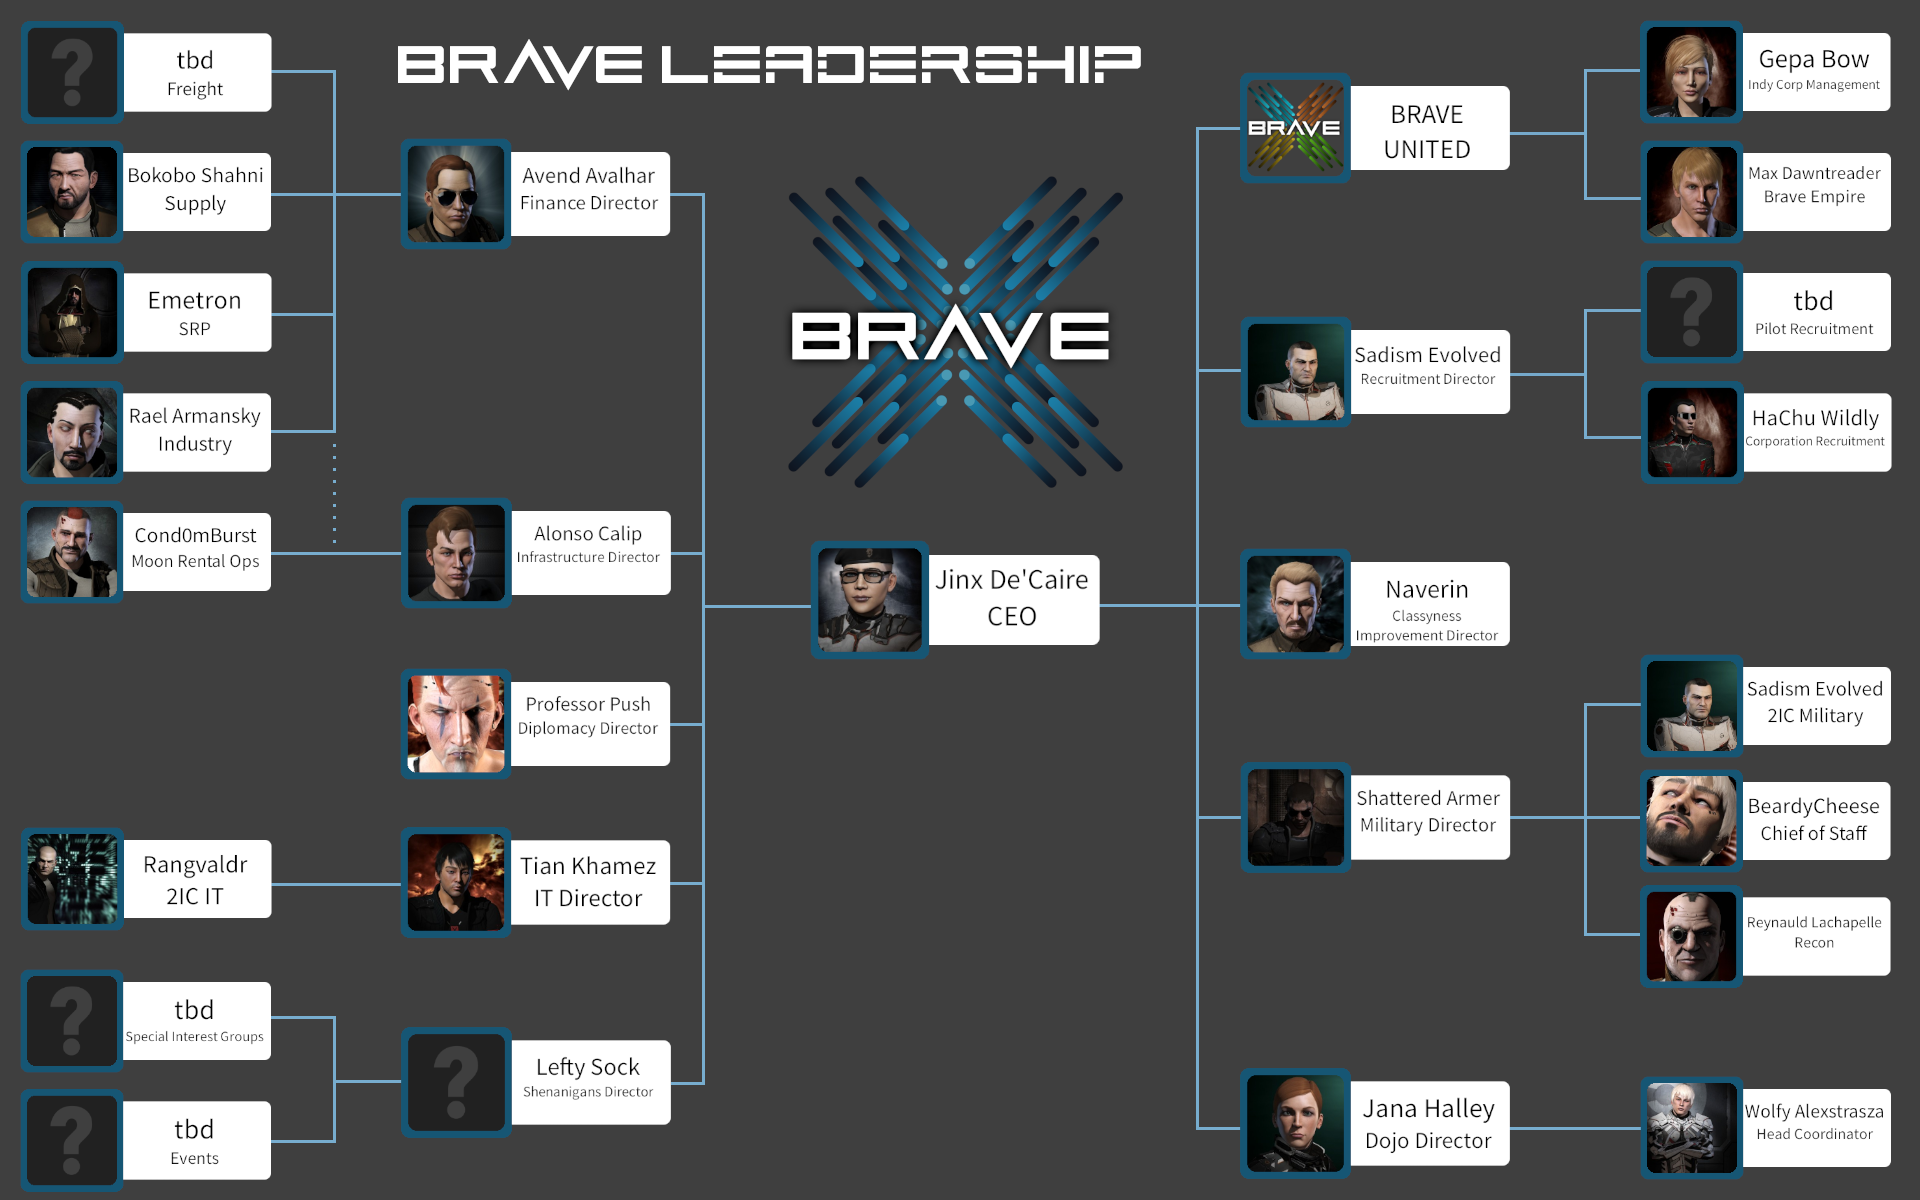 BRAVE LEADERSHIP
tbd
Freight
Bokobo Shahni
Supply
Emetron
SRP
Rael Armansky
Industry
Cond0mBurst
Moon Rental Ops
Rangvaldr
2IC IT
tbd
Special Interest Groups
tbd
Events
Avend Avalhar
Finance Director
Alonso Calip
Infrastructure Director
Professor Push
Diplomacy Director
Tian Khamez
IT Director
Lefty Sock
Shenanigans Director
BRAVE
Jinx De'Caire
CEO
BRAVE
BRAVE
UNITED
Sadism Evolved
Recruitment Director
Naverin
Classyness
Improvement Director
Shattered Armer
Military Director
Jana Halley
Dojo Director
Gepa Bow
Indy Corp Management
Max Dawntreader
Brave Empire
tbd
Pilot Recruitment
HaChu Wildly
Corporation Recruitment
Sadism Evolved
2IC Military
BeardyCheese
Chief of Staff
Reynauld Lachapelle
Recon
Wolfy Alexstrasza
Head Coordinator